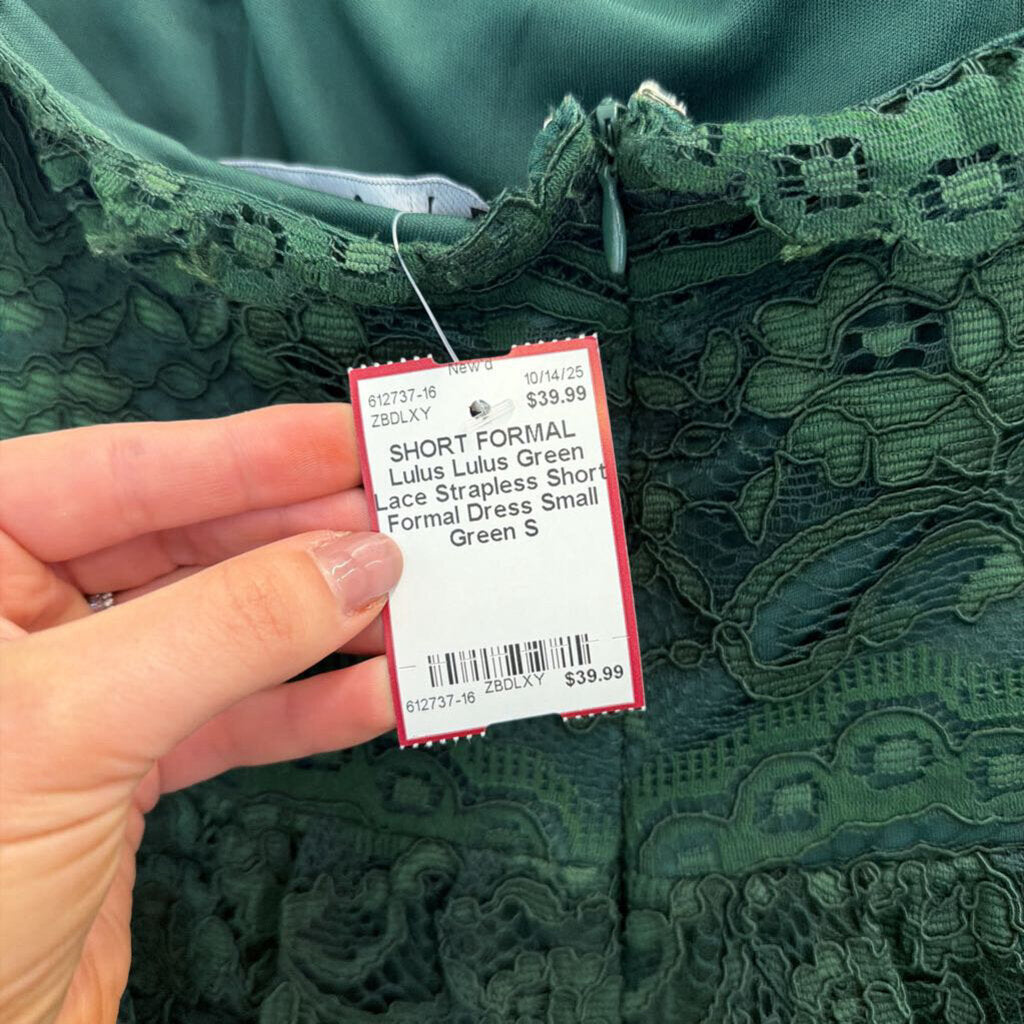 New'd
612737-16 10/14/25
ZBDLXY $39.99
SHORT FORMAL
Lulus Lulus Green
Lace Strapless Short
Formal Dress Small
Green S
612737-16 ZBDLXY $39.99